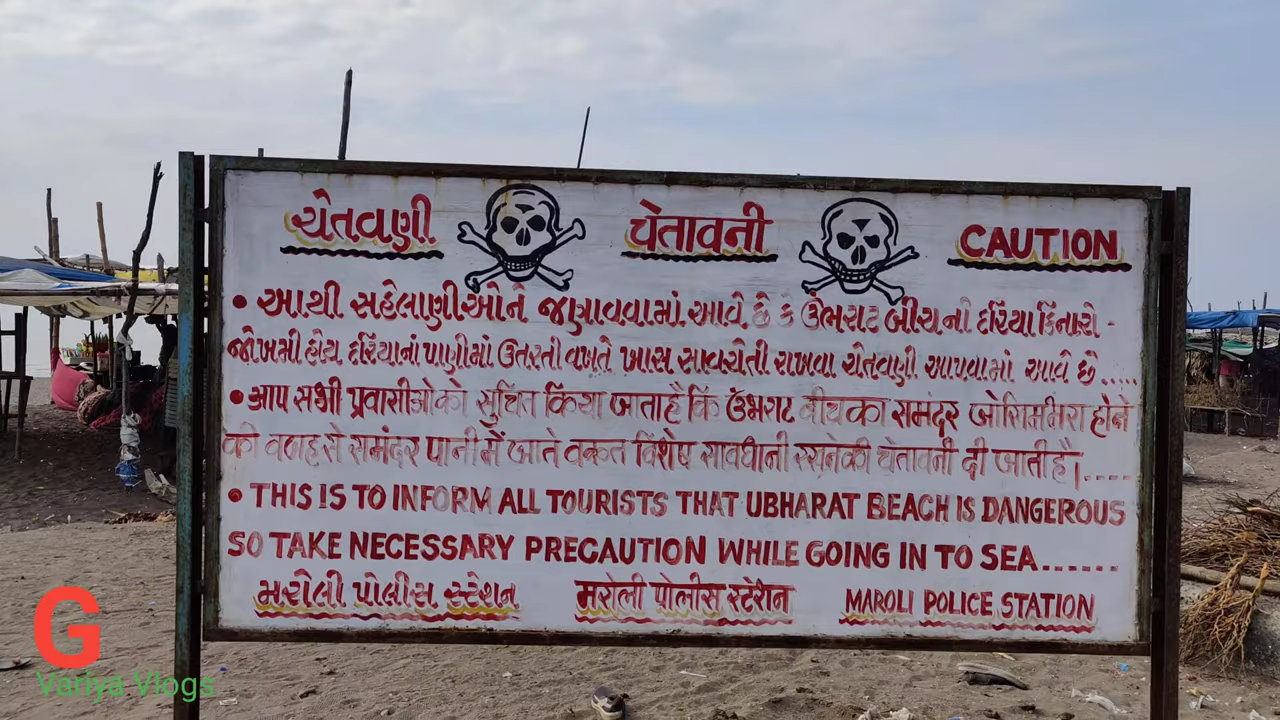 ચેતવણી चेतावनी CAUTION
• આથી સહેલાણીઓને જણાવવામાં આવે છે કે ઉંભરાટ બીચનો દરિયા કિનારો -
જોખમી હોય દરિયાનાં પાણીમાં ઉતરતી વખતે ખાસ સાવચેતી રાખવા ચેતવણી આપવામાં આવે છે .....
• आप सभी प्रवासीओको सुचित किया जाता है कि उंभराट बीचका समंदर जोखिमभरा होने
की वजहसे समंदर पानीमें जाते वक्त विशेष सावधानी रखनेकी चेतावनी दी जाती है।.....
• THIS IS TO INFORM ALL TOURISTS THAT UBHARAT BEACH IS DANGEROUS
SO TAKE NECESSARY PRECAUTION WHILE GOING IN TO SEA......
મરોલી પોલીસ સ્ટેશન मरोली पोलीस स्टेशन MAROLI POLICE STATION
G
Variya Vlogs